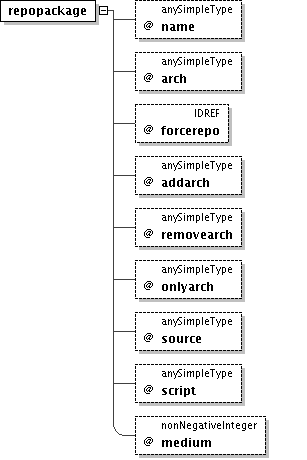 repopackage
anySimpleType
@ name
anySimpleType
@ arch
IDREF
@ forcerepo
anySimpleType
@ addarch
anySimpleType
@ removearch
anySimpleType
@ onlyarch
anySimpleType
@ source
anySimpleType
@ script
nonNegativeInteger
@ medium